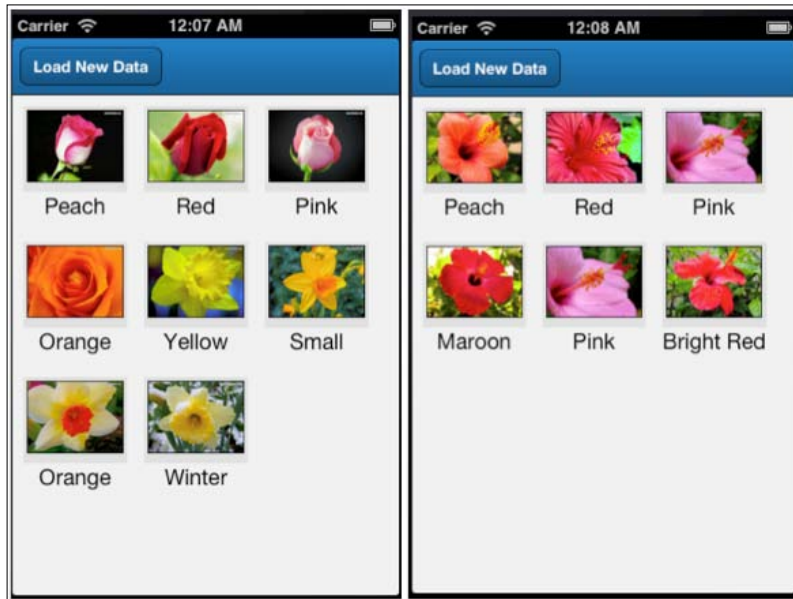 Carrier 12:07 AM
Load New Data
Peach Red Pink
Orange Yellow Small
Orange Winter
Carrier 12:08 AM
Load New Data
Peach Red Pink
Maroon Pink Bright Red